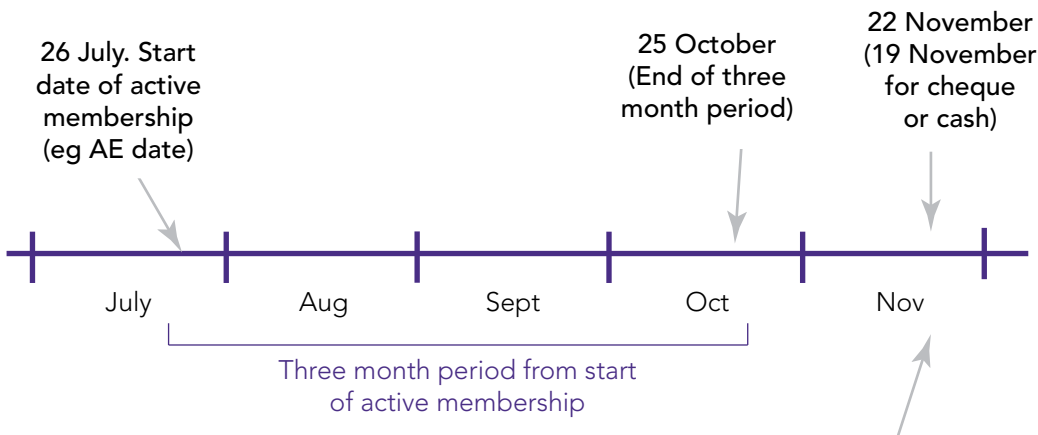 26 July. Start
date of active
membership
(eg AE date)
25 October
(End of three
month period)
22 November
(19 November
for cheque
or cash)
July
Aug
Sept
Oct
Nov
Three month period from start
of active membership